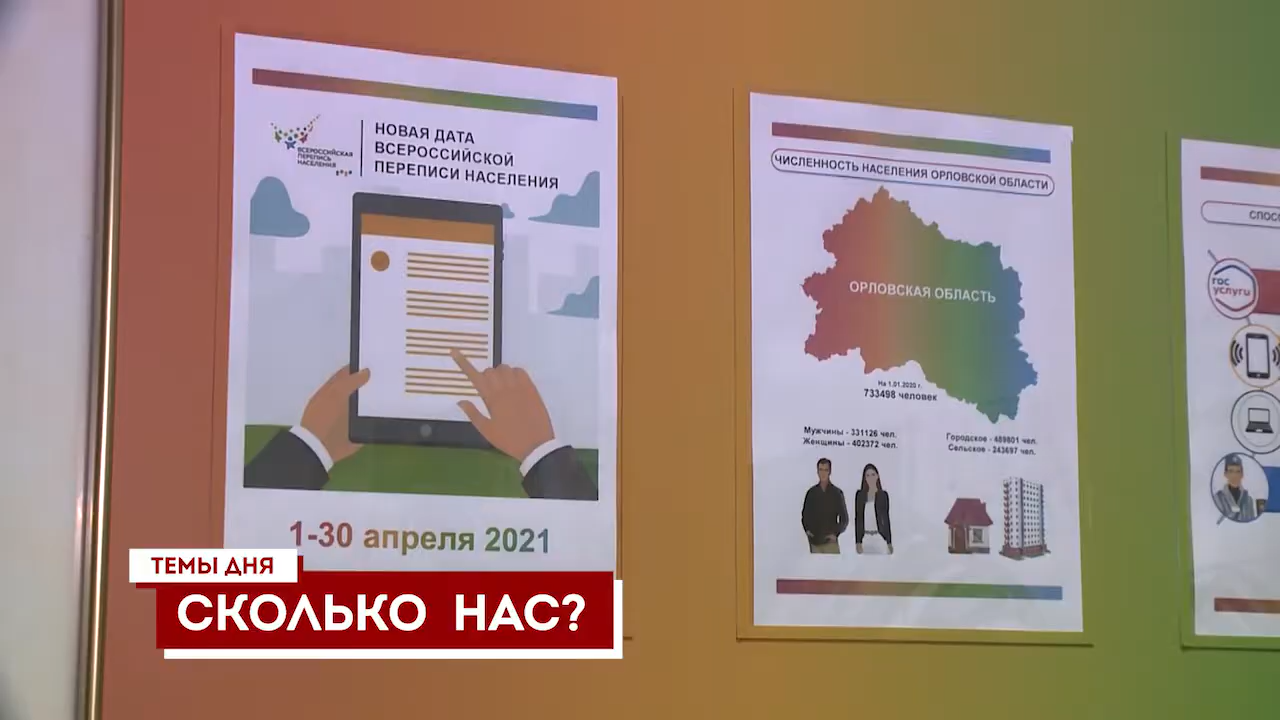 ВСЕРОССИЙСКАЯ
ПЕРЕПИСЬ
НАСЕЛЕНИЯ
НОВАЯ ДАТА
ВСЕРОССИЙСКОЙ
ПЕРЕПИСИ НАСЕЛЕНИЯ
1-30 апреля 2021
ЧИСЛЕННОСТЬ НАСЕЛЕНИЯ ОРЛОВСКОЙ ОБЛАСТИ
ОРЛОВСКАЯ ОБЛАСТЬ
На 1.01.2020 г.
733498 человек
Мужчины - 331126 чел.
Женщины - 402372 чел.
Городское - 489801 чел.
Сельское - 243697 чел.
гос
услуги
ТЕМЫ ДНЯ
СКОЛЬКО НАС?